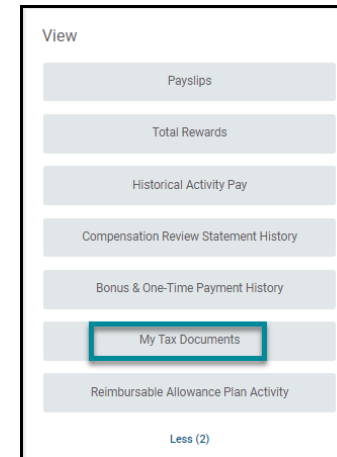 View
Payslips
Total Rewards
Historical Activity Pay
Compensation Review Statement History
Bonus & One-Time Payment History
My Tax Documents
Reimbursable Allowance Plan Activity
Less (2)